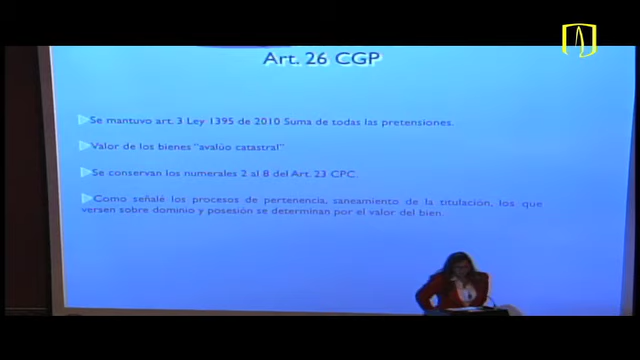 Art. 26 CGP
Se mantuvo art. 3 Ley 1395 de 2010 Suma de todas las pretensiones.
Valor de los bienes “avalúo catastral”
Se conservan los numerales 2 al 8 del Art. 23 CPC.
Como señalé los procesos de pertenencia, saneamiento de la titulación, los que
versen sobre dominio y posesión se determinan por el valor del bien.